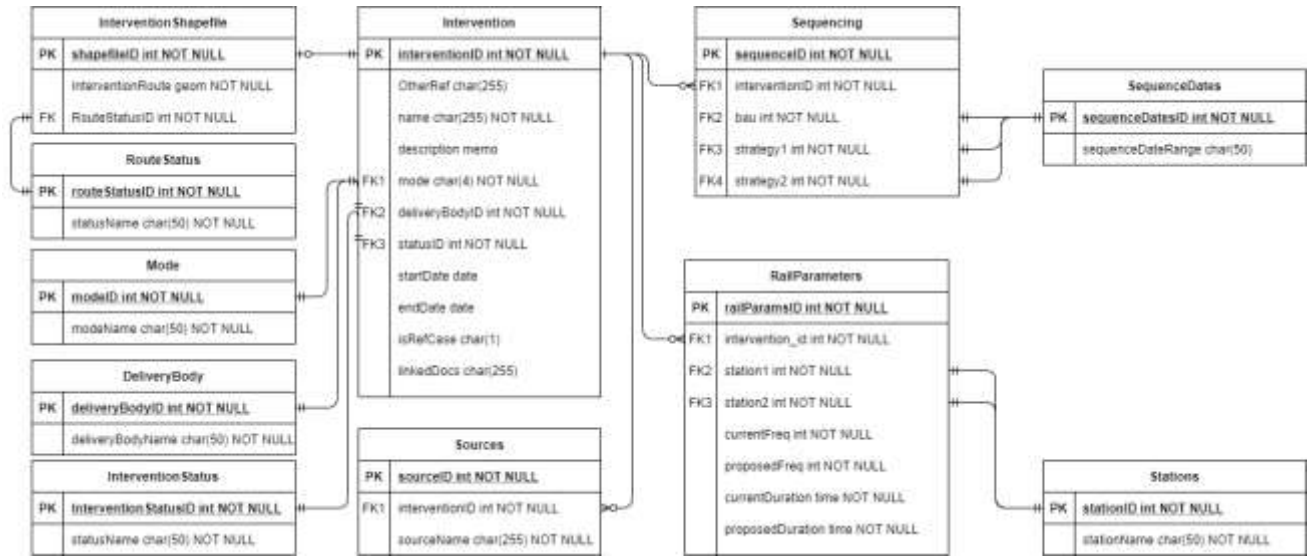 InterventionShapefile
PK shapefileID int NOT NULL
interventionRoute geom NOT NULL
FK RouteStatusID int NOT NULL
RouteStatus
PK routeStatusID int NOT NULL
statusName char(50) NOT NULL
Mode
PK modeID int NOT NULL
modeName char(50) NOT NULL
DeliveryBody
PK deliveryBodyID int NOT NULL
deliveryBodyName char(50) NOT NULL
InterventionStatus
PK InterventionStatusID int NOT NULL
statusName char(50) NOT NULL
Intervention
PK interventionID int NOT NULL
OtherRef char(255)
name char(255) NOT NULL
description memo
FK1 mode char(4) NOT NULL
FK2 deliveryBodyID int NOT NULL
FK3 statusID int NOT NULL
startDate date
endDate date
isRefCase char(1)
linkedDocs char(255)
Sources
PK sourceID int NOT NULL
FK1 interventionID int NOT NULL
sourceName char(255) NOT NULL
Sequencing
PK sequenceID int NOT NULL
FK1 interventionID int NOT NULL
FK2 bau int NOT NULL
FK3 strategy1 int NOT NULL
FK4 strategy2 int NOT NULL
RailParameters
PK railParamsID int NOT NULL
FK1 intervention_id int NOT NULL
FK2 station1 int NOT NULL
FK3 station2 int NOT NULL
currentFreq int NOT NULL
proposedFreq int NOT NULL
currentDuration time NOT NULL
proposedDuration time NOT NULL
SequenceDates
PK sequenceDatesID int NOT NULL
sequenceDateRange char(50)
Stations
PK stationID int NOT NULL
stationName char(50) NOT NULL